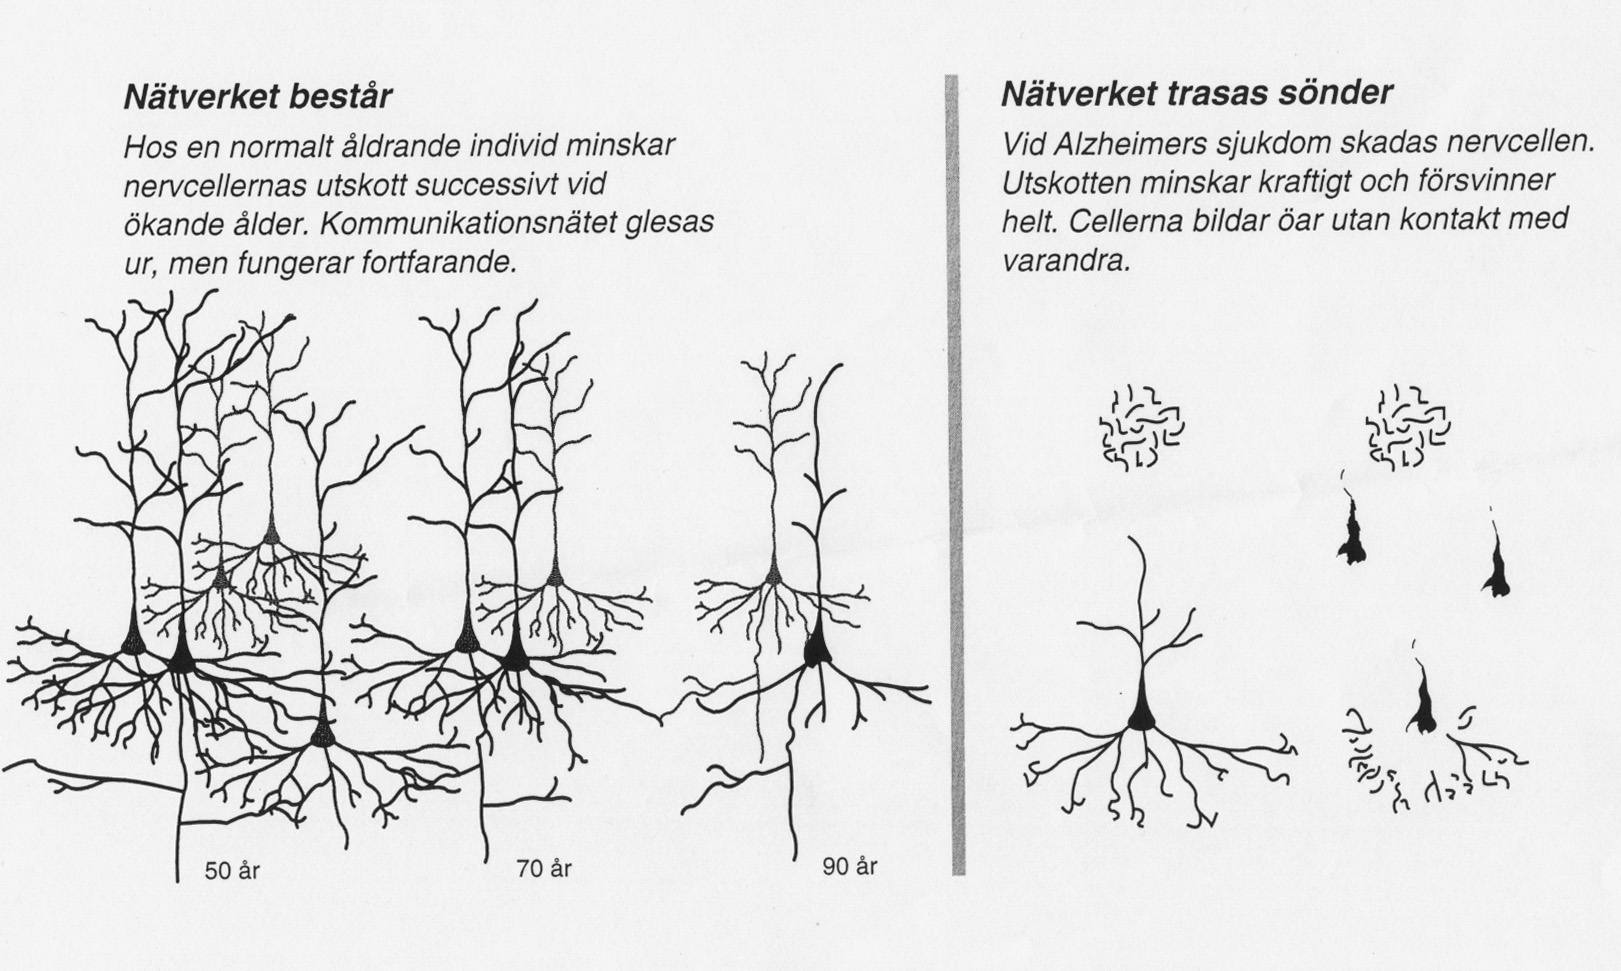 Nätverket består
Hos en normalt åldrande individ minskar
nervcellernas utskott successivt vid
ökande ålder. Kommunikationsnätet glesas
ur, men fungerar fortfarande.
50 år
70 år
90 år
Nätverket trasas sönder
Vid Alzheimers sjukdom skadas nervcellen.
Utskotten minskar kraftigt och försvinner
helt. Cellerna bildar öar utan kontakt med
varandra.